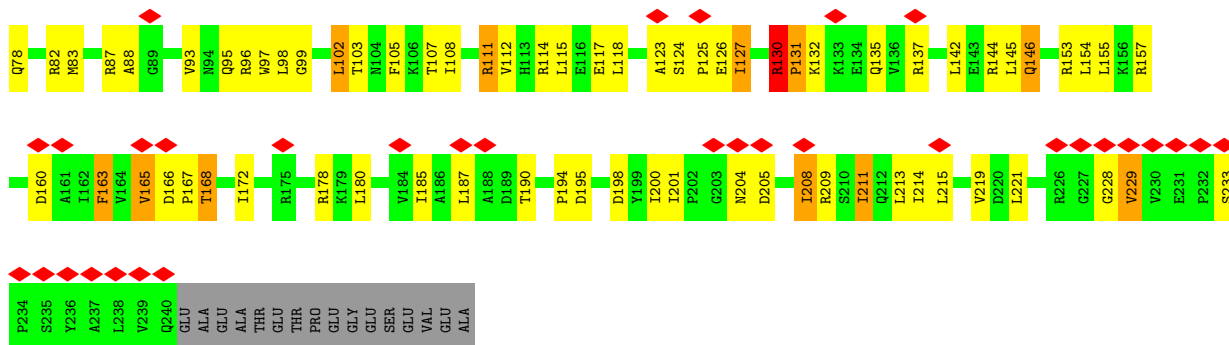 Q78 R82 M83 R87 A88 G89 V93 N94 Q95 R96 W97 L98 G99 L102 T103 N104 F105 K106 T107 I108 R111 V112 H113 R114 L115 E116 E117 L118 A123 S124 P125 E126 I127 R130 P131 K132 K133 E134 Q135 V136 R137 L142 E143 R144 L145 Q146 R153 L154 L155 K156 R157
D160 A161 I162 F163 V164 V165 D166 P167 T168 I172 R175 R178 K179 L180 V184 I185 A186 L187 A188 D189 T190 P194 D195 D198 Y199 I200 I201 P202 G203 N204 D205 I208 R209 S210 I211 Q212 L213 I214 L215 V219 D220 L221 R226 G227 G228 V229 V230 E231 P232 S233
P234 S235 Y236 A237 L238 V239 Q240 GLU ALA GLU ALA THR GLU THR PRO GLU GLY GLU SER GLU VAL GLU ALA